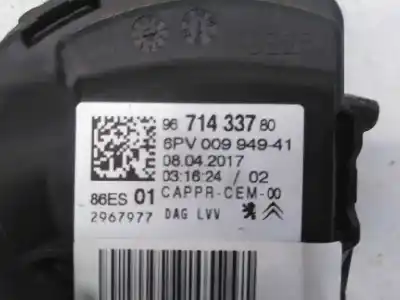 96 714 337 80
6PV 009 949-41
08.04.2017
03:16:24 / 02
86ES 01 CAPPR-CEM-00
2967977 DAG LVV